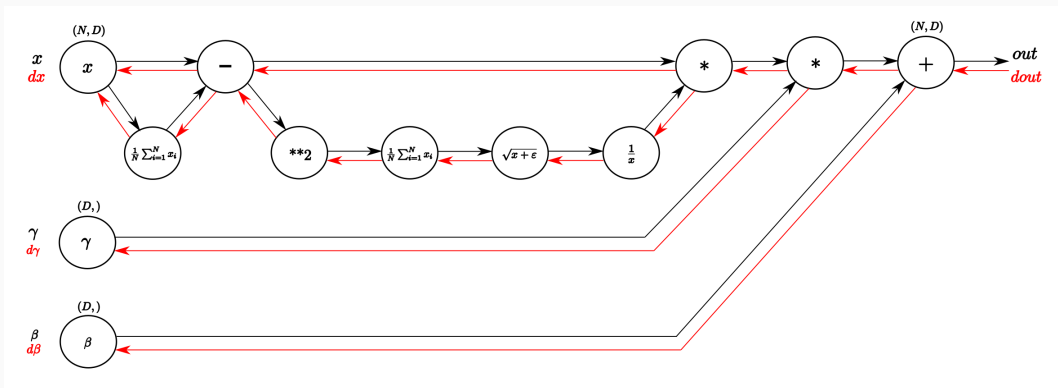 (N, D)
(N, D)
x
dx
x
−
*
*
+
out
dout
1/N ∑_{i=1}^{N} x_i
**2
1/N ∑_{i=1}^{N} x_i
√(x + ε)
1/x
(D,)
γ
dγ
γ
(D,)
β
dβ
β